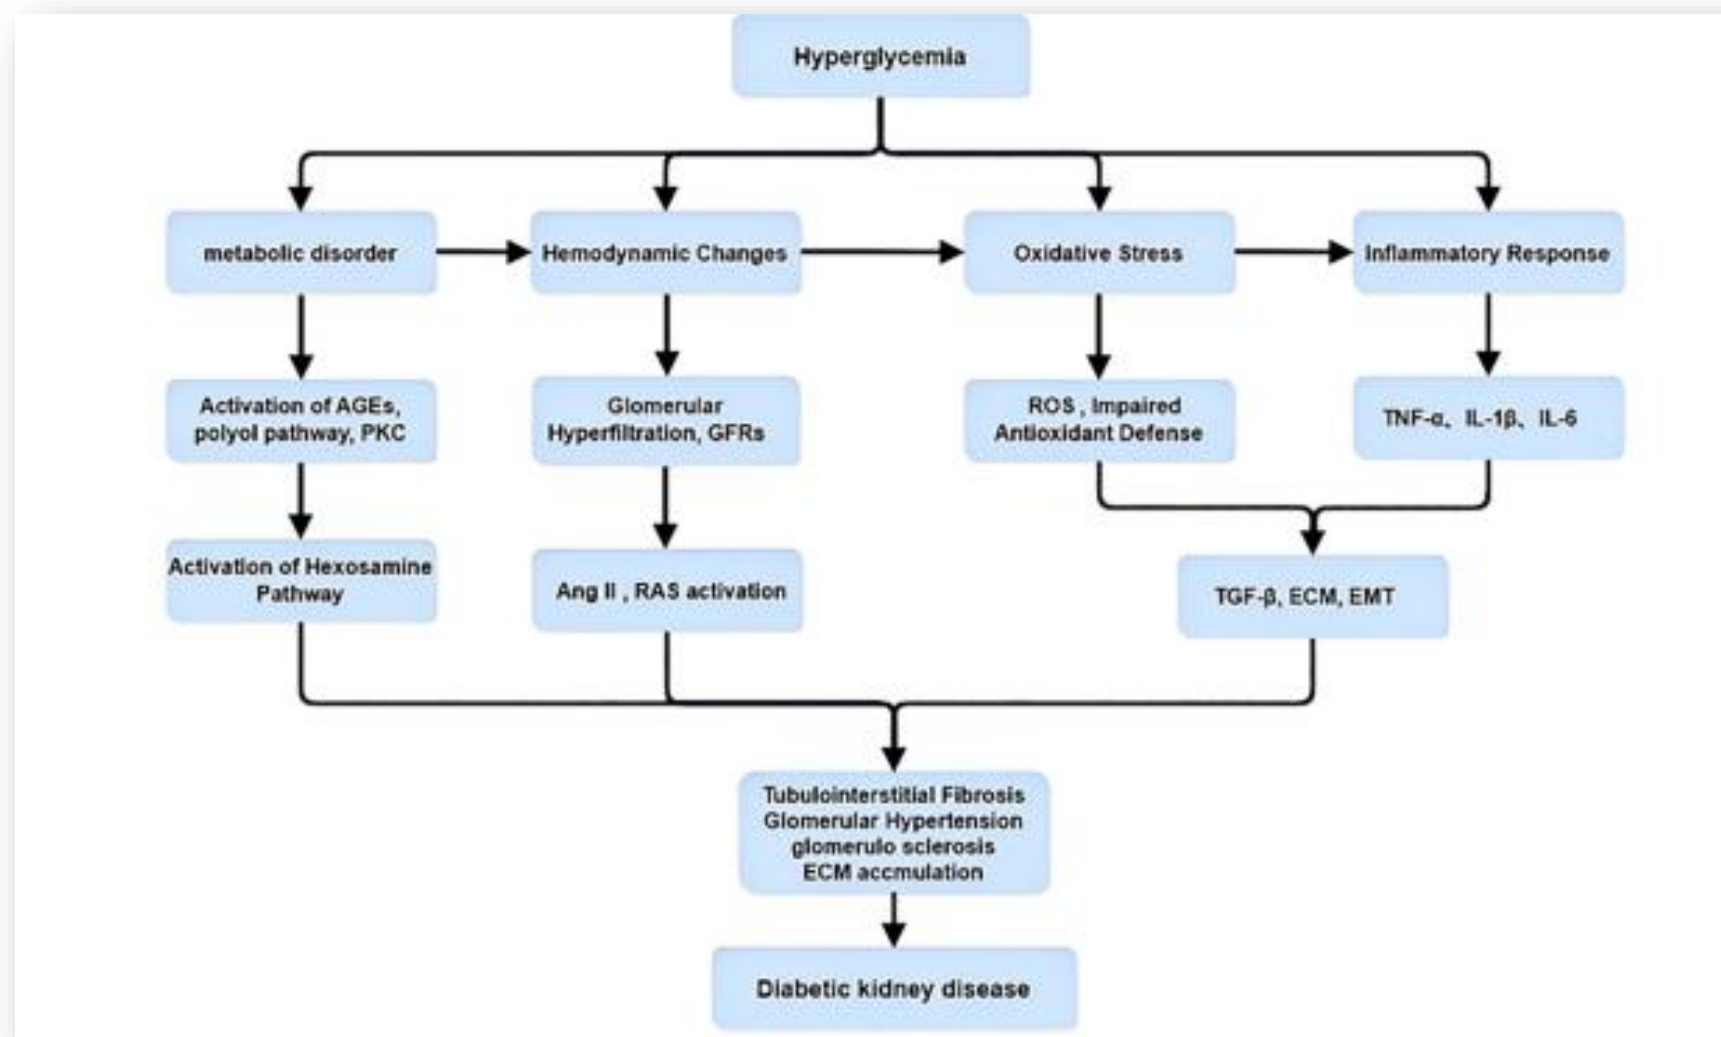 Hyperglycemia
metabolic disorder
Hemodynamic Changes
Oxidative Stress
Inflammatory Response
Activation of AGEs,
polyol pathway, PKC
Glomerular
Hyperfiltration, GFRs
ROS , Impaired
Antioxidant Defense
TNF-α、IL-1β、IL-6
Activation of Hexosamine
Pathway
Ang II , RAS activation
TGF-β, ECM, EMT
Tubulointerstitial Fibrosis
Glomerular Hypertension
glomerulo sclerosis
ECM accmulation
Diabetic kidney disease